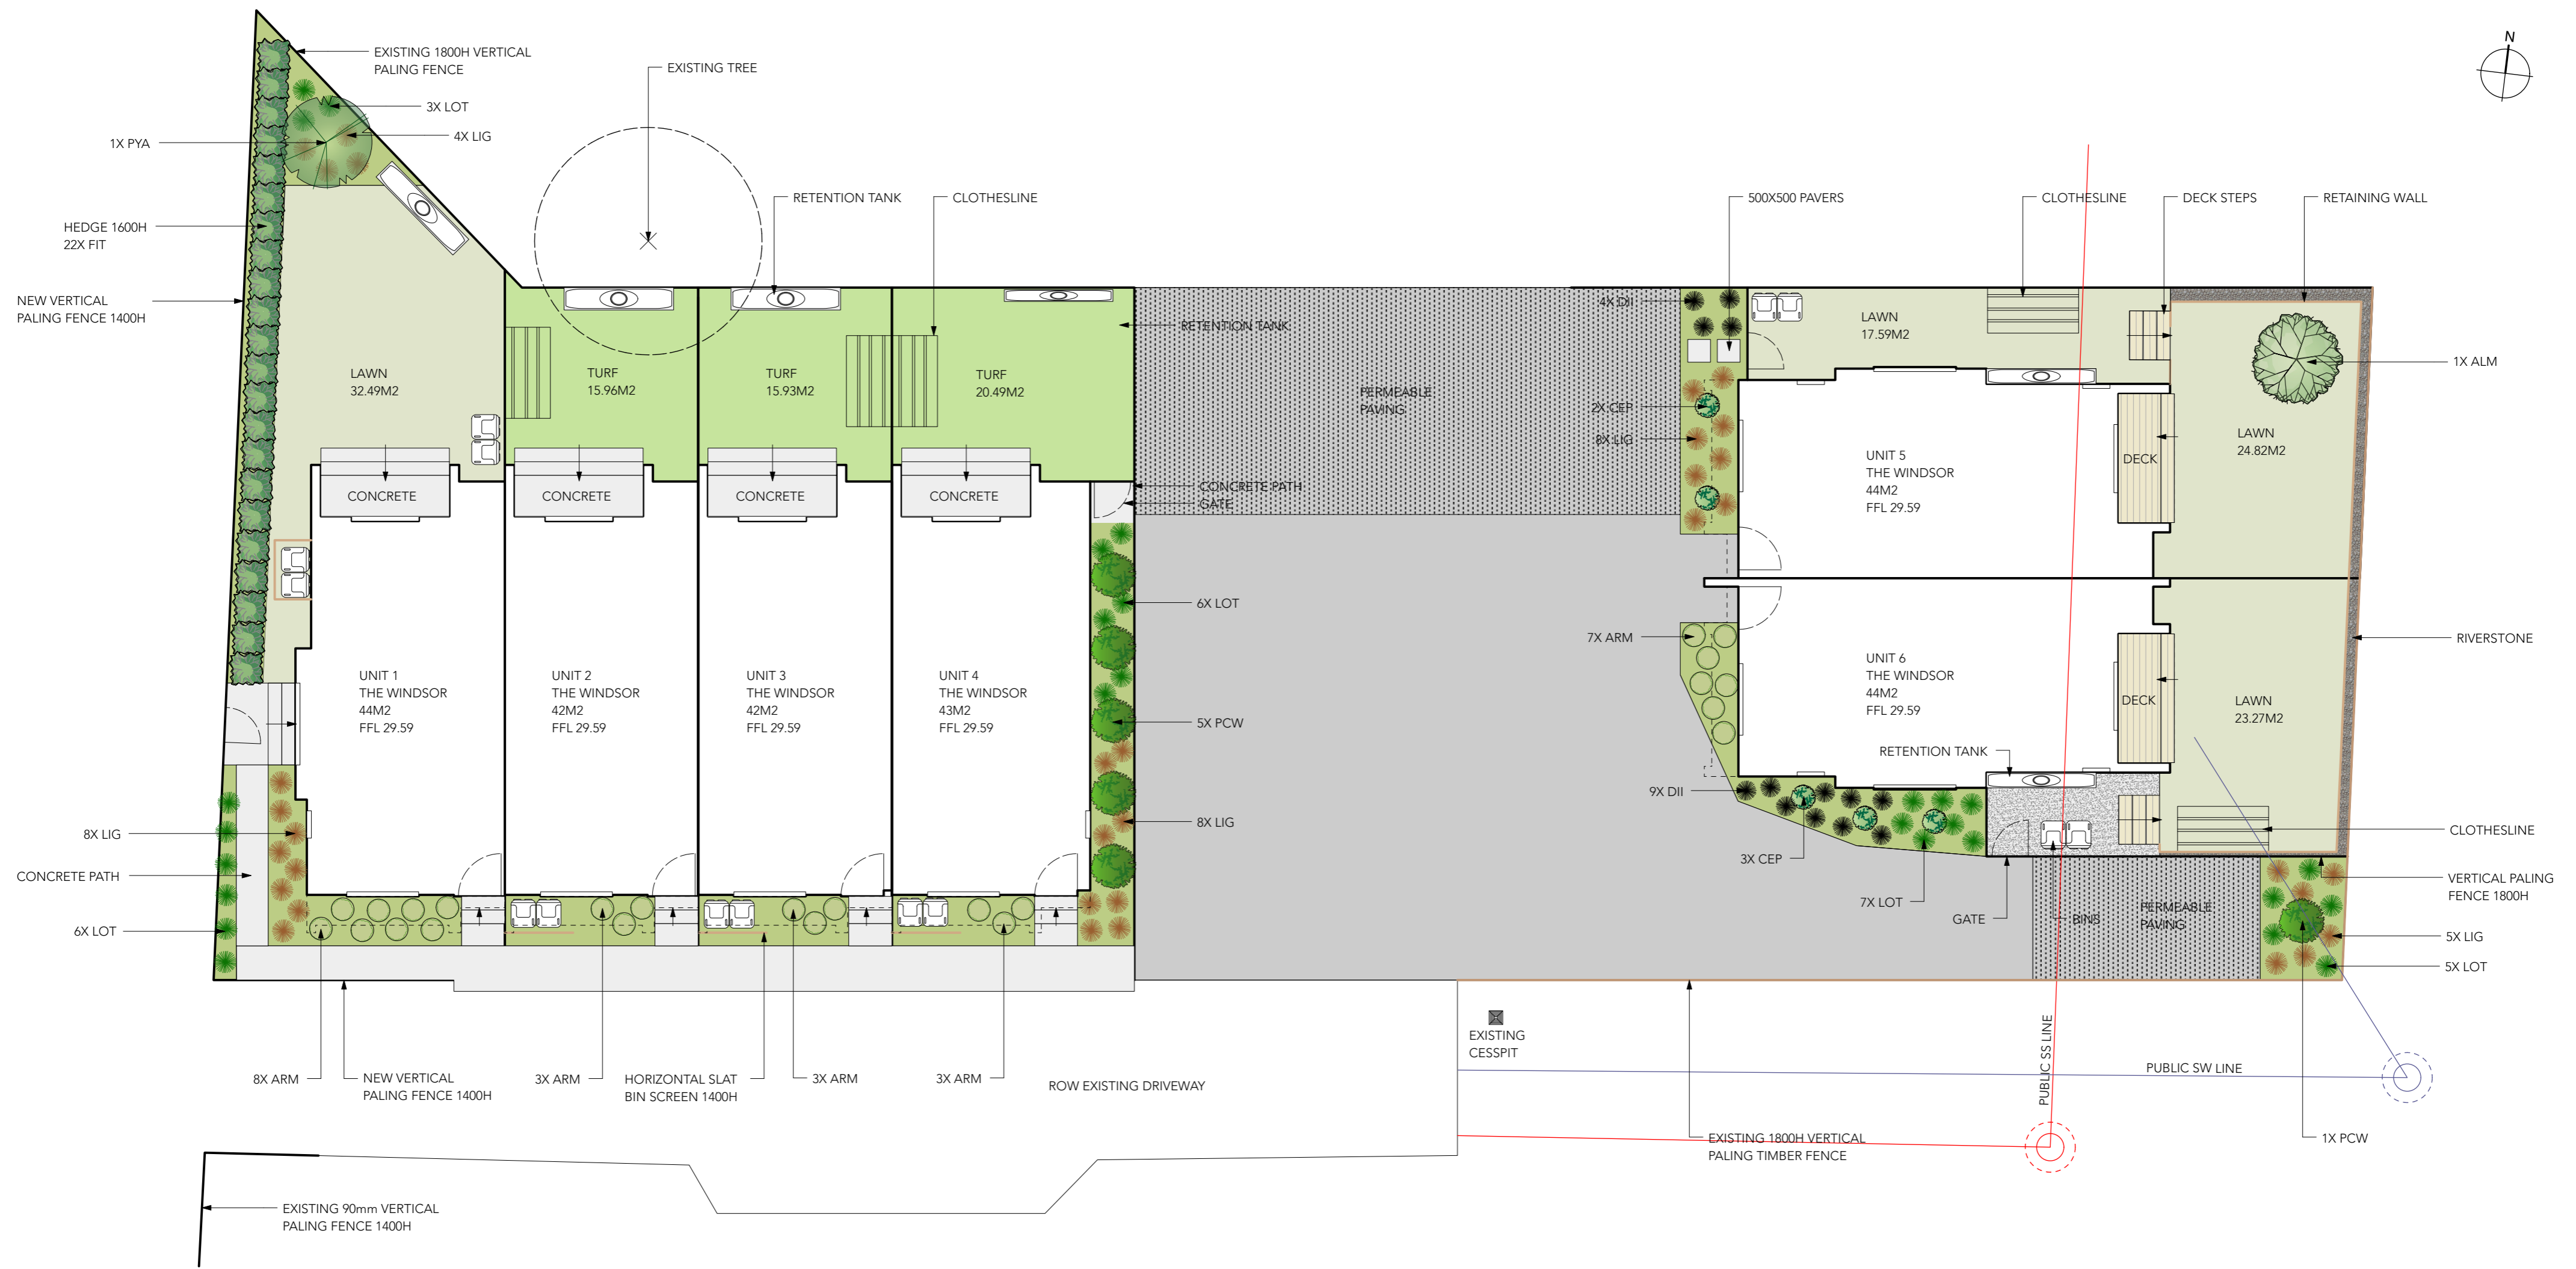 N
EXISTING 1800H VERTICAL
PALING FENCE
EXISTING TREE
3X LOT
4X LIG
1X PYA
RETENTION TANK
CLOTHESLINE
500X500 PAVERS
CLOTHESLINE
DECK STEPS
RETAINING WALL
HEDGE 1600H
22X FIT
NEW VERTICAL
PALING FENCE 1400H
RETENTION TANK
4X DII
LAWN
17.59M2
1X ALM
LAWN
32.49M2
TURF
15.96M2
TURF
15.93M2
TURF
20.49M2
PERMEABLE
PAVING
2X CEP
8X LIG
LAWN
24.82M2
UNIT 5
THE WINDSOR
44M2
FFL 29.59
DECK
CONCRETE
CONCRETE
CONCRETE
CONCRETE
CONCRETE PATH
GATE
6X LOT
7X ARM
RIVERSTONE
UNIT 1
THE WINDSOR
44M2
FFL 29.59
UNIT 2
THE WINDSOR
42M2
FFL 29.59
UNIT 3
THE WINDSOR
42M2
FFL 29.59
UNIT 4
THE WINDSOR
43M2
FFL 29.59
5X PCW
UNIT 6
THE WINDSOR
44M2
FFL 29.59
DECK
LAWN
23.27M2
RETENTION TANK
9X DII
8X LIG
8X LIG
CLOTHESLINE
3X CEP
CONCRETE PATH
VERTICAL PALING
FENCE 1800H
7X LOT
GATE
BINS
PERMEABLE
PAVING
6X LOT
5X LIG
5X LOT
EXISTING
CESSPIT
PUBLIC SS LINE
PUBLIC SW LINE
8X ARM
NEW VERTICAL
PALING FENCE 1400H
3X ARM
HORIZONTAL SLAT
BIN SCREEN 1400H
3X ARM
3X ARM
ROW EXISTING DRIVEWAY
EXISTING 1800H VERTICAL
PALING TIMBER FENCE
1X PCW
EXISTING 90mm VERTICAL
PALING FENCE 1400H